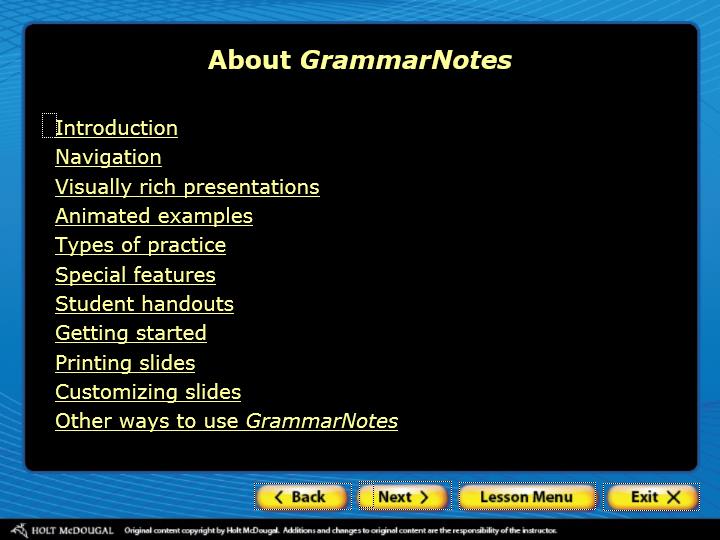 About GrammarNotes
Introduction
Navigation
Visually rich presentations
Animated examples
Types of practice
Special features
Student handouts
Getting started
Printing slides
Customizing slides
Other ways to use GrammarNotes
Back Next Lesson Menu Exit
HOLT MCDOUGAL Original content copyright by Holt McDougal. Additions and changes to original content are the responsibility of the instructor.